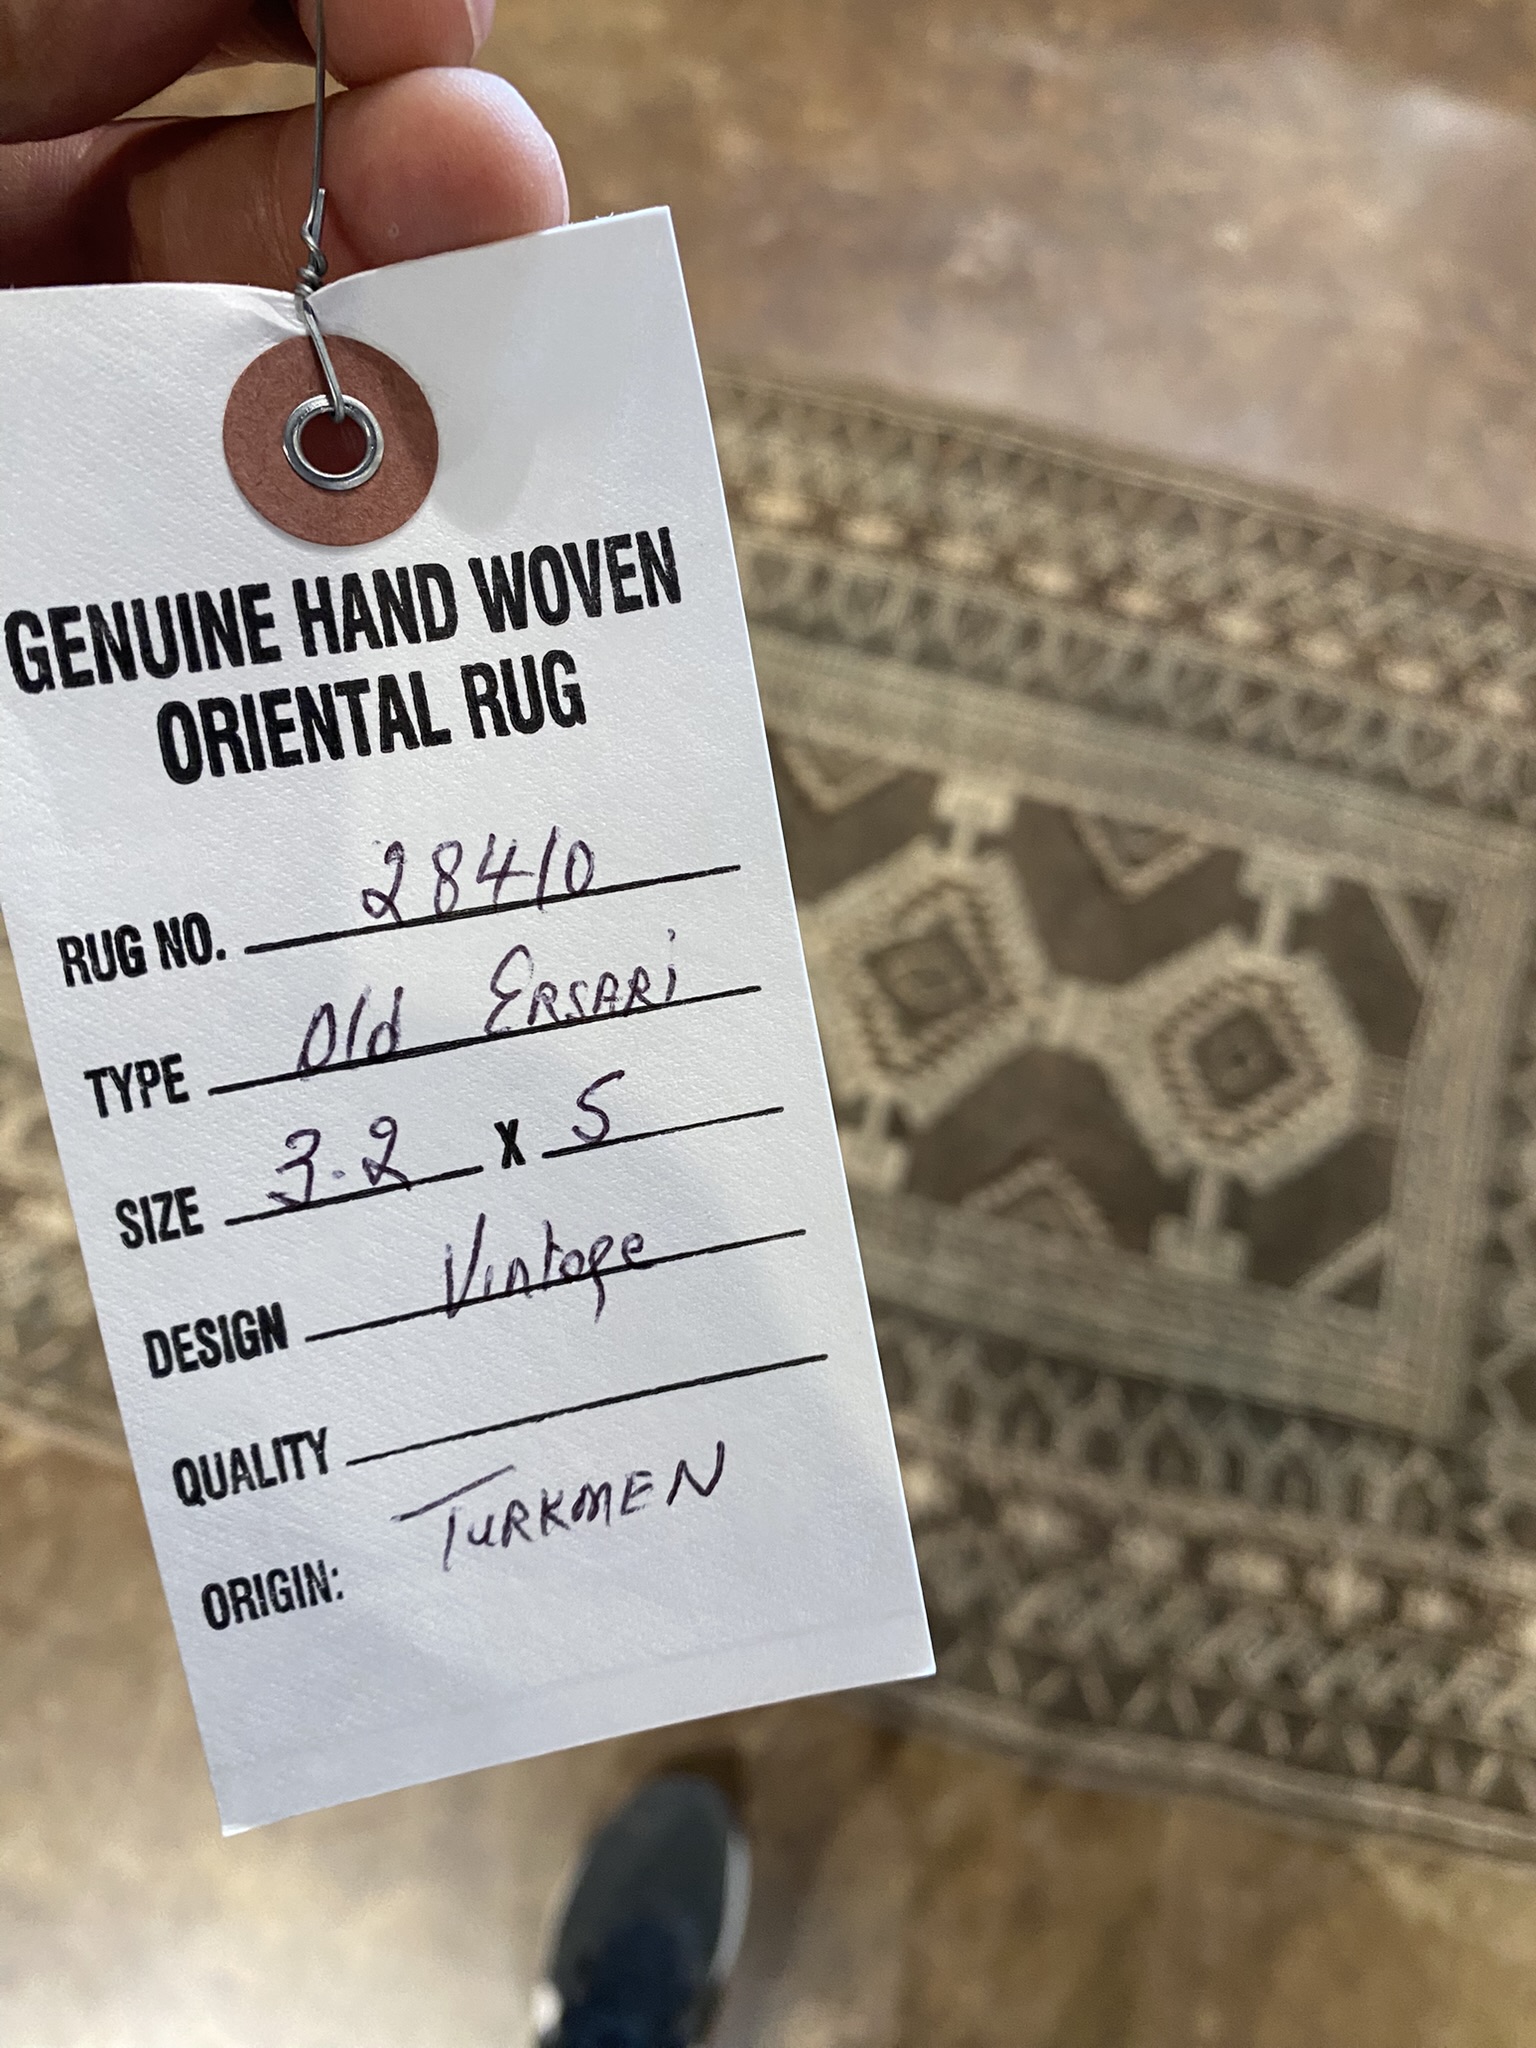 GENUINE HAND WOVEN
ORIENTAL RUG
RUG NO. 28410
TYPE Old ERSARi
SIZE 3.2 X 5
DESIGN Vintage
QUALITY
ORIGIN: TURKMEN